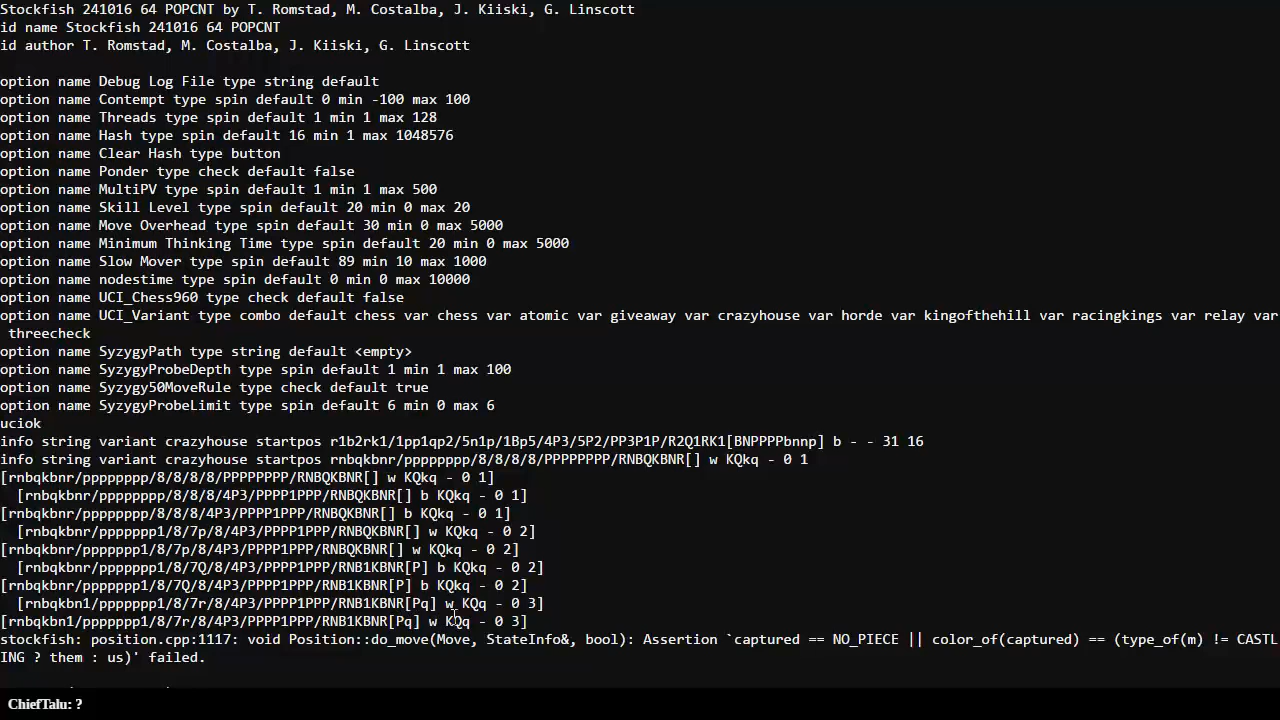 Stockfish 241016 64 POPCNT by T. Romstad, M. Costalba, J. Kiiski, G. Linscott
id name Stockfish 241016 64 POPCNT
id author T. Romstad, M. Costalba, J. Kiiski, G. Linscott
option name Debug Log File type string default
option name Contempt type spin default 0 min -100 max 100
option name Threads type spin default 1 min 1 max 128
option name Hash type spin default 16 min 1 max 1048576
option name Clear Hash type button
option name Ponder type check default false
option name MultiPV type spin default 1 min 1 max 500
option name Skill Level type spin default 20 min 0 max 20
option name Move Overhead type spin default 30 min 0 max 5000
option name Minimum Thinking Time type spin default 20 min 0 max 5000
option name Slow Mover type spin default 89 min 10 max 1000
option name nodestime type spin default 0 min 0 max 10000
option name UCI_Chess960 type check default false
option name UCI_Variant type combo default chess var chess var atomic var giveaway var crazyhouse var horde var kingofthehill var racingkings var relay var
threecheck
option name SyzygyPath type string default <empty>
option name SyzygyProbeDepth type spin default 1 min 1 max 100
option name Syzygy50MoveRule type check default true
option name SyzygyProbeLimit type spin default 6 min 0 max 6
uciok
info string variant crazyhouse startpos r1b2rk1/1pp1qp2/5n1p/1Bp5/4P3/5P2/PP3P1P/R2Q1RK1[BNPPPPbnnp] b - - 31 16
info string variant crazyhouse startpos rnbqkbnr/pppppppp/8/8/8/8/PPPPPPPP/RNBQKBNR[] w KQkq - 0 1
[rnbqkbnr/pppppppp/8/8/8/8/PPPPPPPP/RNBQKBNR[] w KQkq - 0 1]
[rnbqkbnr/pppppppp/8/8/8/4P3/PPPP1PPP/RNBQKBNR[] b KQkq - 0 1]
[rnbqkbnr/pppppppp/8/8/8/4P3/PPPP1PPP/RNBQKBNR[] b KQkq - 0 1]
[rnbqkbnr/ppppppp1/8/7p/8/4P3/PPPP1PPP/RNBQKBNR[] w KQkq - 0 2]
[rnbqkbnr/ppppppp1/8/7p/8/4P3/PPPP1PPP/RNBQKBNR[] w KQkq - 0 2]
[rnbqkbnr/ppppppp1/8/7Q/8/4P3/PPPP1PPP/RNB1KBNR[P] b KQkq - 0 2]
[rnbqkbnr/ppppppp1/8/7Q/8/4P3/PPPP1PPP/RNB1KBNR[P] b KQkq - 0 2]
[rnbqkbn1/ppppppp1/8/7r/8/4P3/PPPP1PPP/RNB1KBNR[Pq] w KQq - 0 3]
[rnbqkbn1/ppppppp1/8/7r/8/4P3/PPPP1PPP/RNB1KBNR[Pq] w KQq - 0 3]
stockfish: position.cpp:1117: void Position::do_move(Move, StateInfo&, bool): Assertion `captured == NO_PIECE || color_of(captured) == (type_of(m) != CASTL
ING ? them : us)' failed.
ChiefTalu: ?